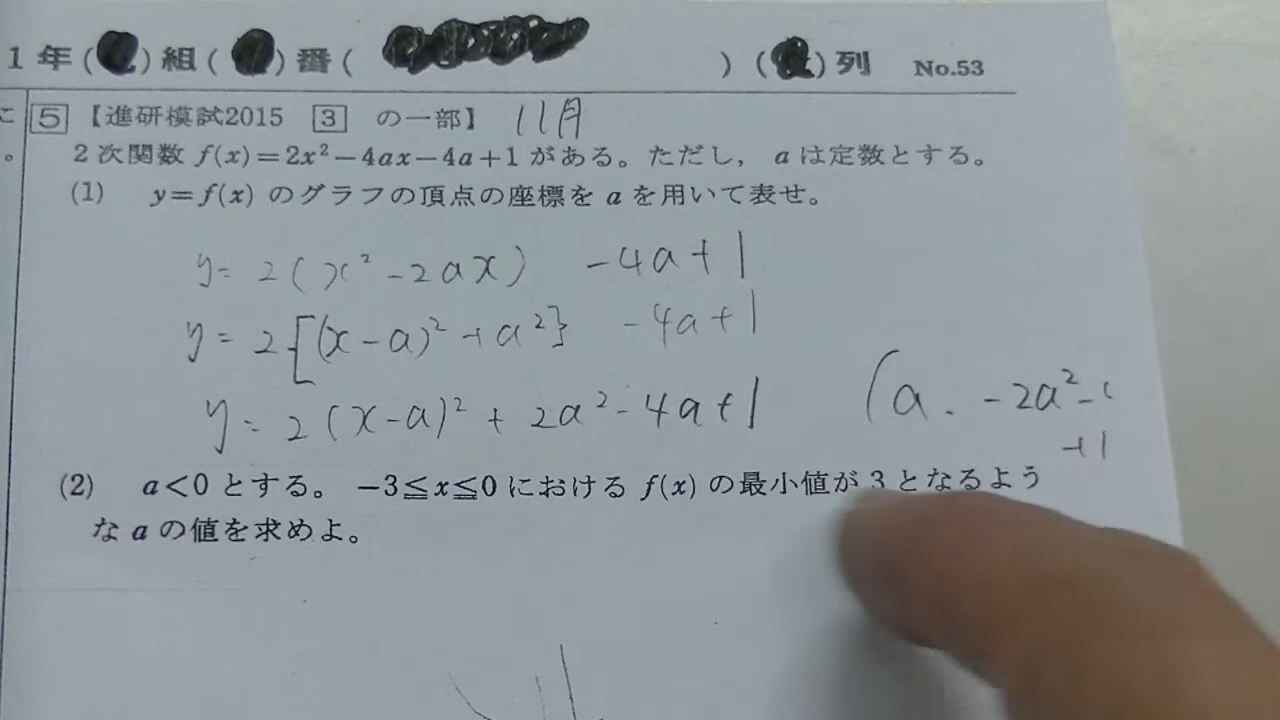 1年( )組( )番( )( )列 No.53
こ
。
5 【進研模試2015 3 の一部】 11月
2次関数 f(x)=2x²−4ax−4a+1 がある。ただし, a は定数とする。
(1) y=f(x) のグラフの頂点の座標を a を用いて表せ。
y= 2(x²−2ax) −4a+1
y= 2{(x−a)²+a²} −4a+1
y= 2(x−a)²+2a²−4a+1
(a. −2a²−
+1
(2) a<0 とする。 −3≦x≦0 における f(x) の最小値が 3 となるよう
な a の値を求めよ。